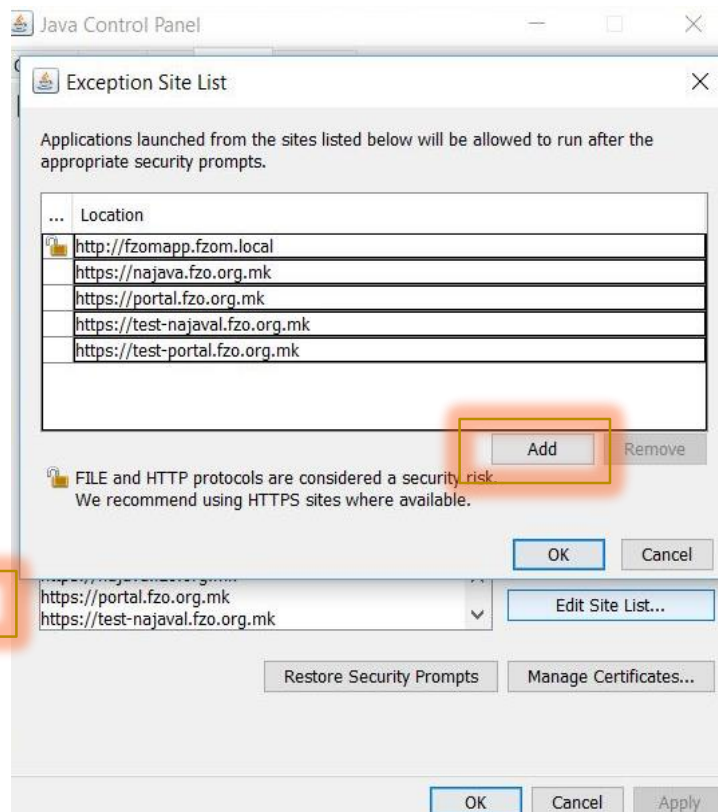 Java Control Panel
Exception Site List
Applications launched from the sites listed below will be allowed to run after the
appropriate security prompts.
... Location
http://fzomapp.fzom.local
https://najava.fzo.org.mk
https://portal.fzo.org.mk
https://test-najaval.fzo.org.mk
https://test-portal.fzo.org.mk
Add Remove
FILE and HTTP protocols are considered a security risk.
We recommend using HTTPS sites where available.
OK Cancel
https://portal.fzo.org.mk
https://test-najaval.fzo.org.mk
Edit Site List...
Restore Security Prompts Manage Certificates...
OK Cancel Apply